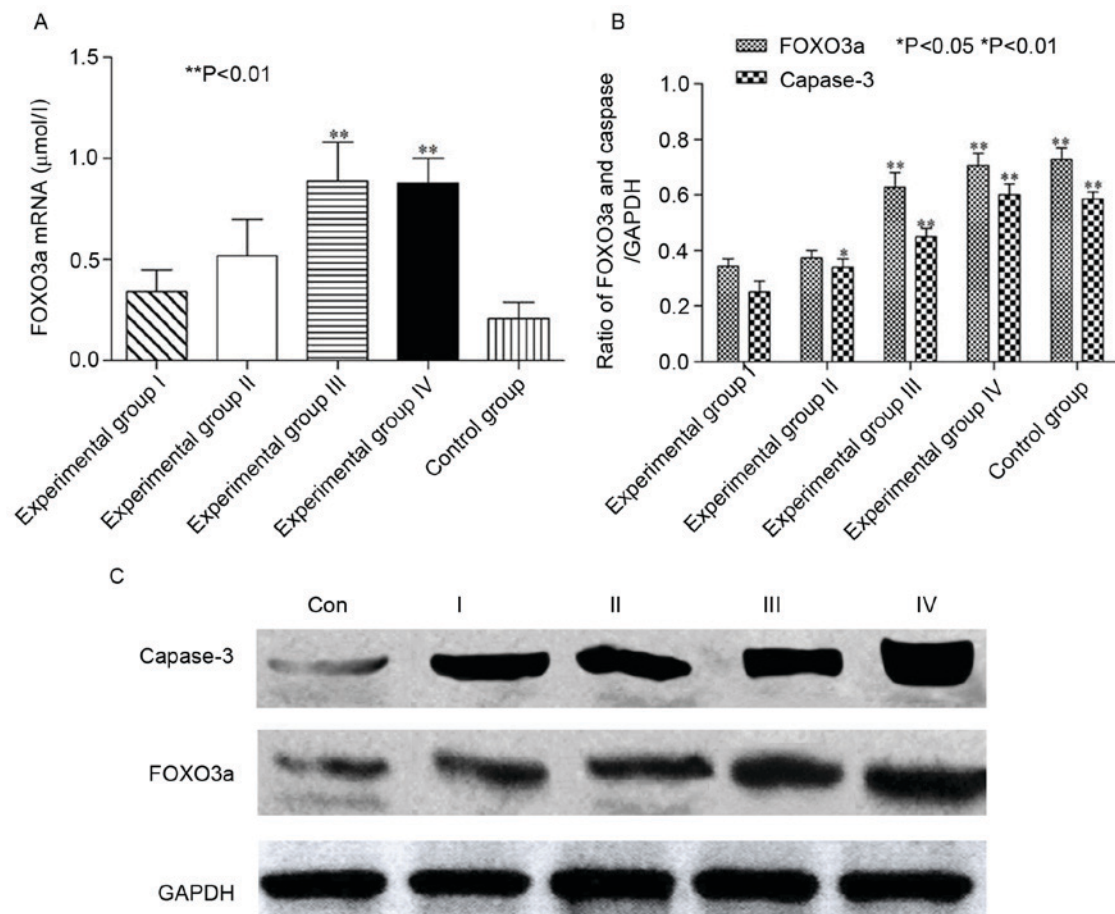 A
1.5
1.0
0.5
0.0
FOXO3a mRNA (μmol/l)
**P<0.01
**
**
Experimental group I
Experimental group II
Experimental group III
Experimental group IV
Control group
B
FOXO3a
Capase-3
*P<0.05 *P<0.01
1.0
0.8
0.6
0.4
0.2
0.0
Ratio of FOXO3a and caspase
/GAPDH
*
**
**
**
**
**
**
Experimental group I
Experimental group II
Experimental group III
Experimental group IV
Control group
C
Con I II III IV
Capase-3
FOXO3a
GAPDH